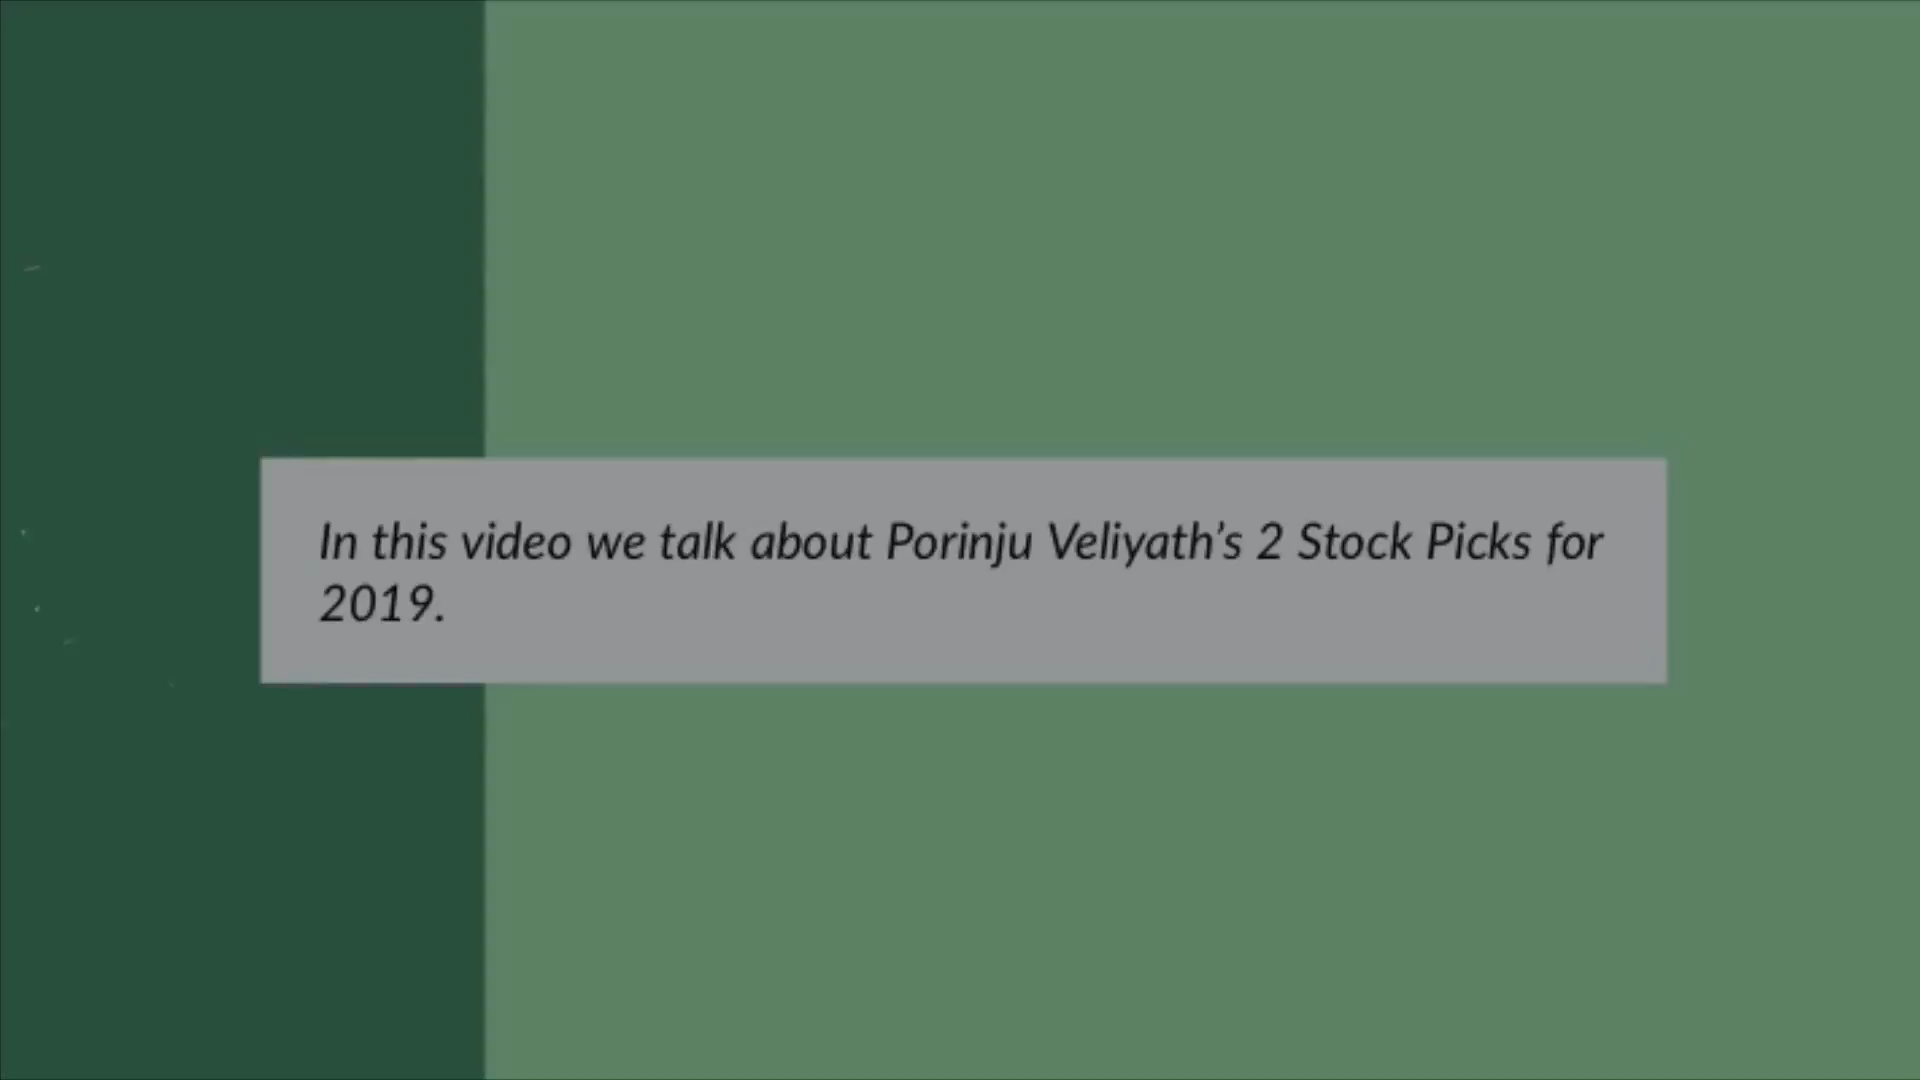 In this video we talk about Porinju Veliyath’s 2 Stock Picks for
2019.